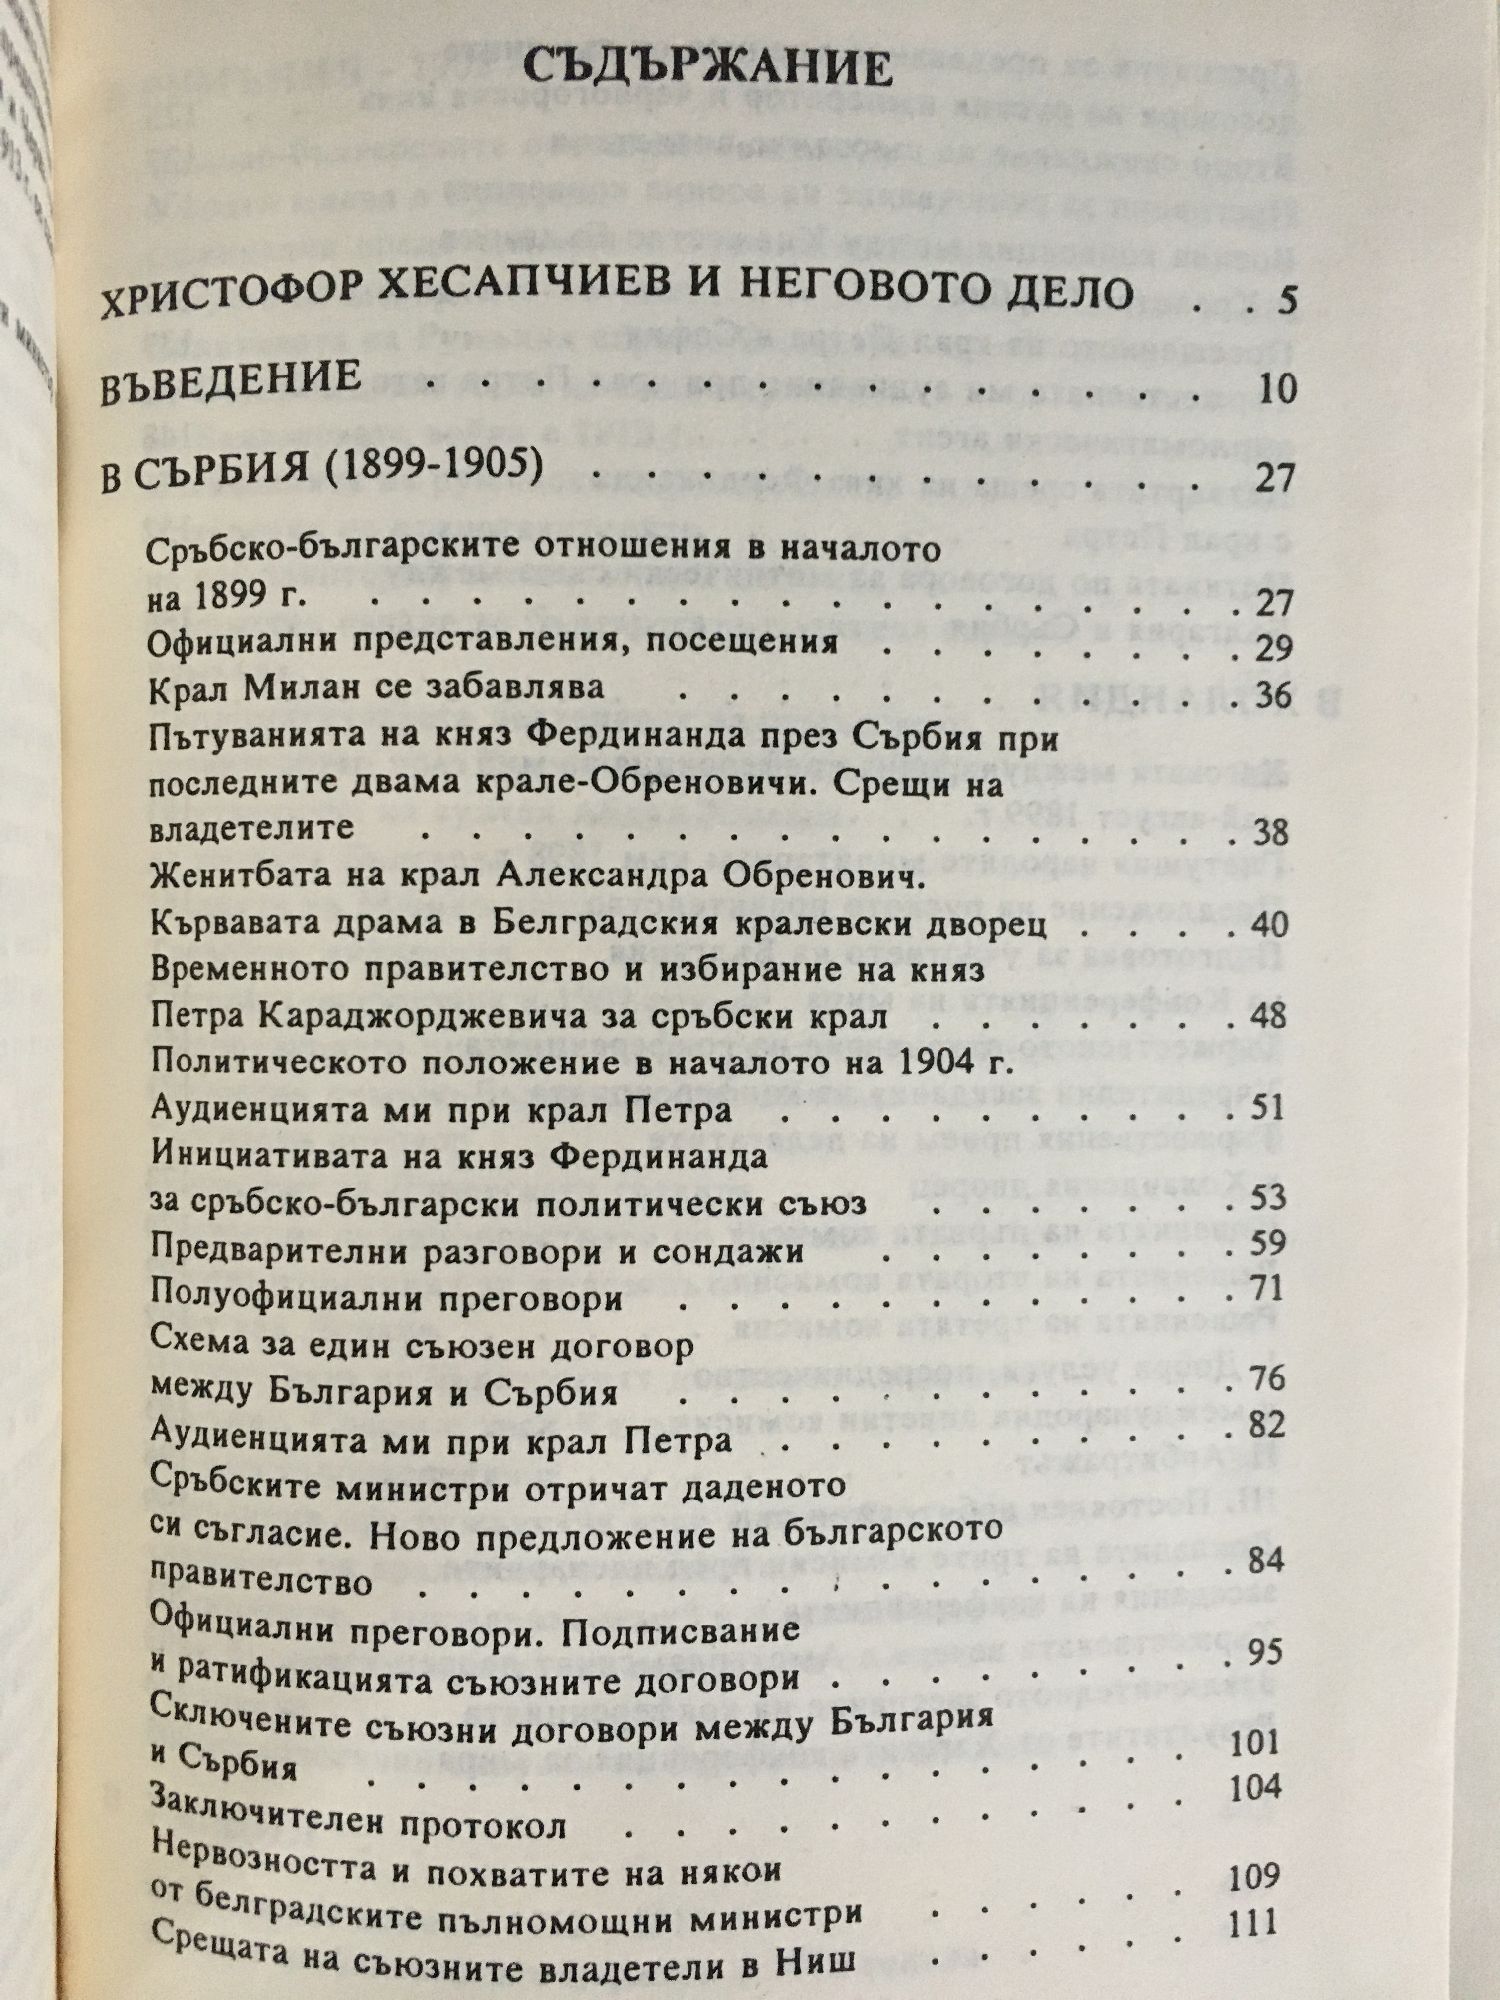 СЪДЪРЖАНИЕ
ХРИСТОФОР ХЕСАПЧИЕВ И НЕГОВОТО ДЕЛО . . 5
ВЪВЕДЕНИЕ . . . . . . . . . . . . . . . 10
В СЪРБИЯ (1899-1905) . . . . . . . . . . . . 27
Сръбско-българските отношения в началото
на 1899 г. . . . . . . . . . . . . . . . . . . 27
Официални представления, посещения . . . . . . . . 29
Крал Милан се забавлява . . . . . . . . . . . . 36
Пътуванията на княз Фердинанда през Сърбия при
последните двама крале-Обреновичи. Срещи на
владетелите . . . . . . . . . . . . . . . . . 38
Женитбата на крал Александра Обренович.
Кървавата драма в Белградския кралевски дворец . . . . 40
Временното правителство и избирание на княз
Петра Караджорджевича за сръбски крал . . . . . . . 48
Политическото положение в началото на 1904 г.
Аудиенцията ми при крал Петра . . . . . . . . . . 51
Инициативата на княз Фердинанда
за сръбско-български политически съюз . . . . . . . 53
Предварителни разговори и сондажи . . . . . . . . 59
Полуофициални преговори . . . . . . . . . . . . 71
Схема за един съюзен договор
между България и Сърбия . . . . . . . . . . . . 76
Аудиенцията ми при крал Петра . . . . . . . . . . 82
Сръбските министри отричат даденото
си съгласие. Ново предложение на българското
правителство . . . . . . . . . . . . . . . . . 84
Официални преговори. Подписвание
и ратификацията съюзните договори . . . . . . . . . 95
Сключените съюзни договори между България
и Сърбия . . . . . . . . . . . . . . . . . 101
Заключителен протокол . . . . . . . . . . . . 104
Нервозността и похватите на някои
от белградските пълномощни министри . . . . . . 109
Срещата на съюзните владетели в Ниш . . . . . . 111